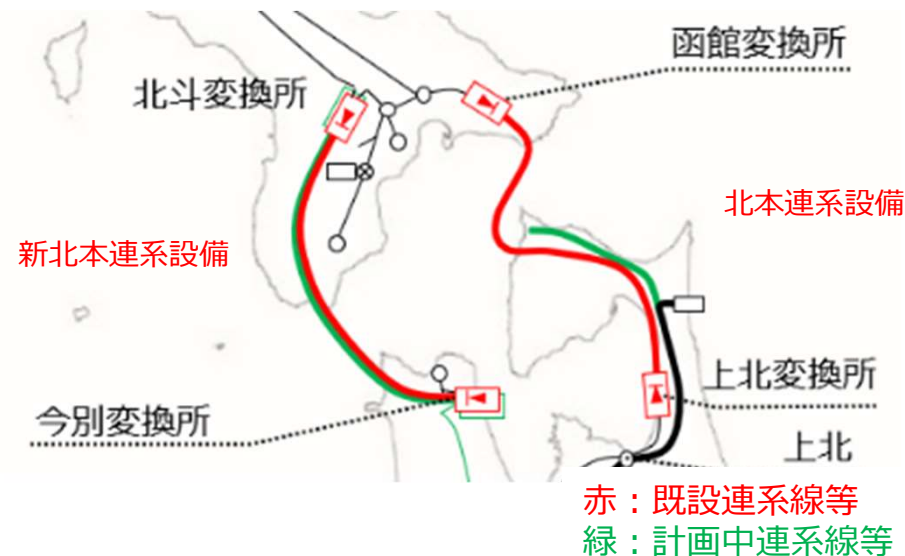 函館変換所
北斗変換所
北本連系設備
新北本連系設備
上北変換所
今別変換所
上北
赤：既設連系線等
緑：計画中連系線等